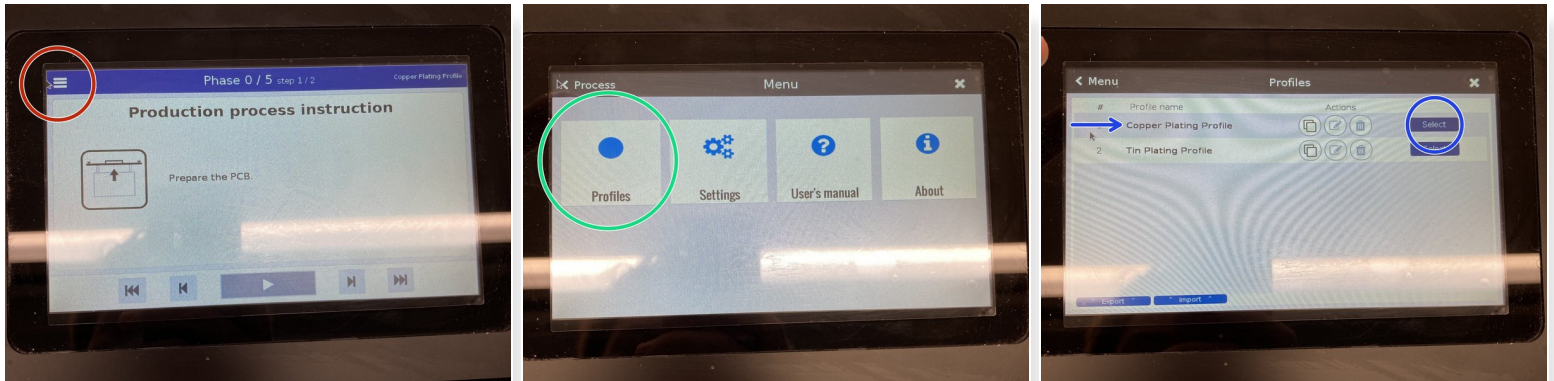 Phase 0 / 5 step 1 / 2
Copper Plating Profile
Production process instruction
Prepare the PCB.
Process
Menu
Profiles
Settings
User's manual
About
Menu
Profiles
# Profile name Actions
Copper Plating Profile Select
2 Tin Plating Profile Select
Export Import